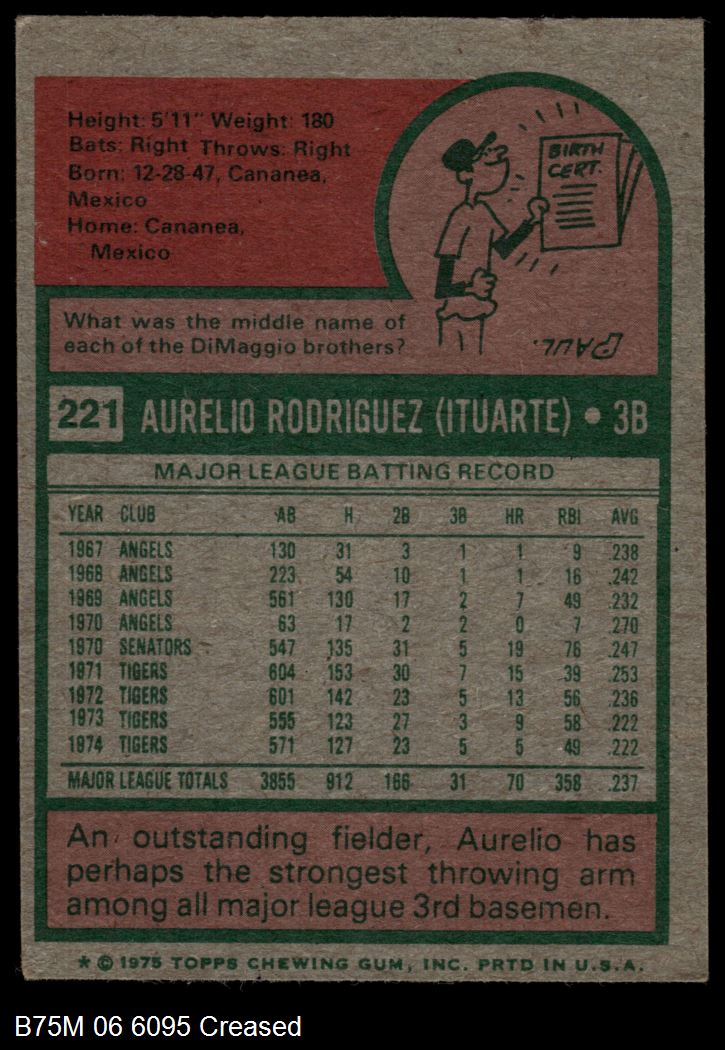 Height: 5'11" Weight: 180
Bats: Right Throws: Right
Born: 12-28-47, Cananea,
Mexico
Home: Cananea,
Mexico
BIRTH
CERT.
What was the middle name of
each of the DiMaggio brothers?
PAUL.
221 AURELIO RODRIGUEZ (ITUARTE) • 3B
MAJOR LEAGUE BATTING RECORD
YEAR CLUB AB H 2B 3B HR RBI AVG
1967 ANGELS 130 31 3 1 1 9 .238
1968 ANGELS 223 54 10 1 1 16 .242
1969 ANGELS 561 130 17 2 7 49 .232
1970 ANGELS 63 17 2 2 0 7 .270
1970 SENATORS 547 135 31 5 19 76 .247
1971 TIGERS 604 153 30 7 15 39 .253
1972 TIGERS 601 142 23 5 13 56 .236
1973 TIGERS 555 123 27 3 9 58 .222
1974 TIGERS 571 127 23 5 5 49 .222
MAJOR LEAGUE TOTALS 3855 912 166 31 70 358 .237
An outstanding fielder, Aurelio has
perhaps the strongest throwing arm
among all major league 3rd basemen.
* © 1975 TOPPS CHEWING GUM, INC. PRTD IN U.S.A.
B75M 06 6095 Creased